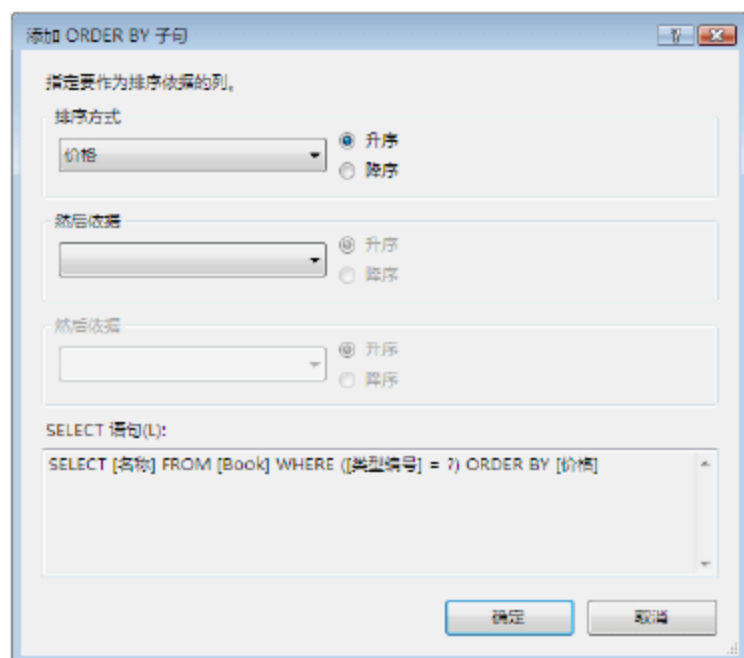 添加 ORDER BY 子句
指定要作为排序依据的列。
排序方式
价格
升序
降序
然后依据
升序
降序
然后依据
升序
降序
SELECT 语句(L):
SELECT [名称] FROM [Book] WHERE ([类型编号] = ?) ORDER BY [价格]
确定
取消